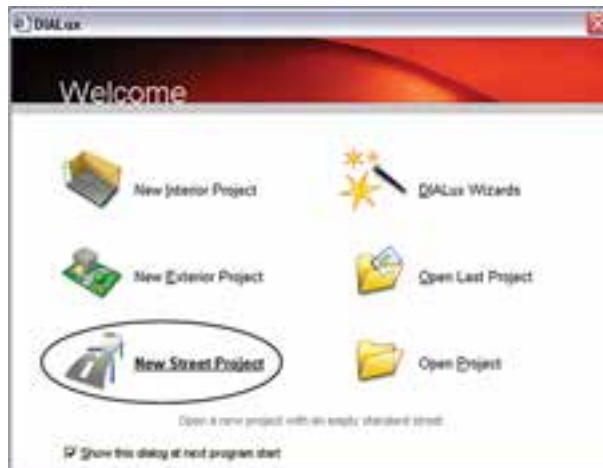 DIALux
Welcome
New Interior Project
DIALux Wizards
New Exterior Project
Open Last Project
New Street Project
Open Project
Open a new project with an empty standard street
Show this dialog at next program start